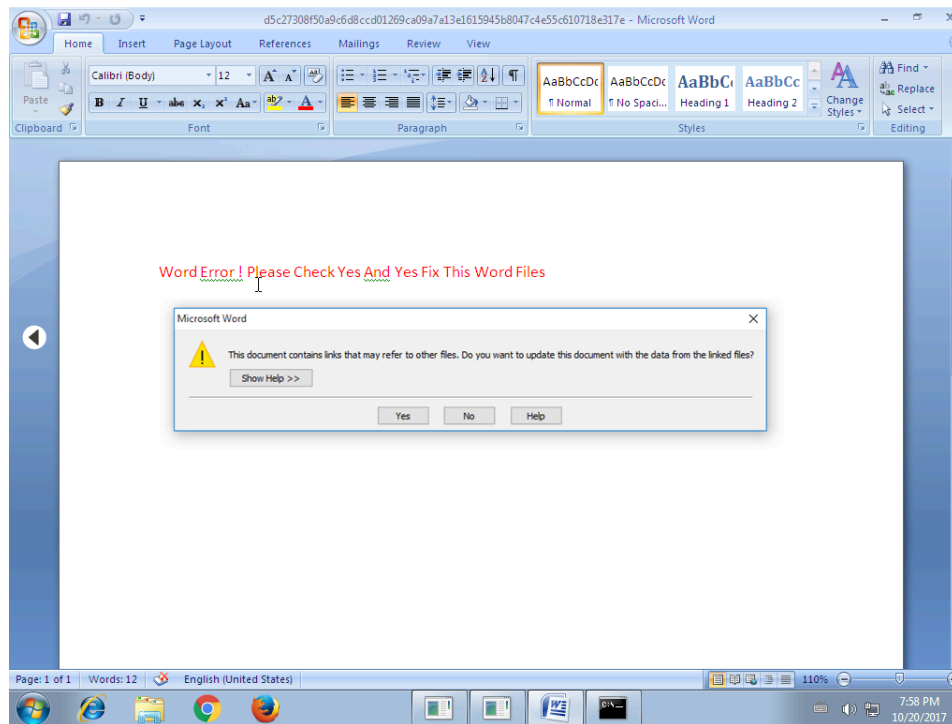 d5c27308f50a9c6d8ccd01269ca09a7a13e1615945b8047c4e55c610718e317e - Microsoft Word
Home Insert Page Layout References Mailings Review View
Paste
Calibri (Body) 12
B I U abc x₂ x² Aa
AaBbCcDc AaBbCcDc AaBbC AaBbCc
¶ Normal ¶ No Spaci... Heading 1 Heading 2
Change
Styles
Find
Replace
Select
Clipboard Font Paragraph Styles Editing
Word Error ! Please Check Yes And Yes Fix This Word Files
Microsoft Word
This document contains links that may refer to other files. Do you want to update this document with the data from the linked files?
Show Help >>
Yes No Help
Page: 1 of 1 Words: 12 English (United States) 110%
7:58 PM
10/20/2017